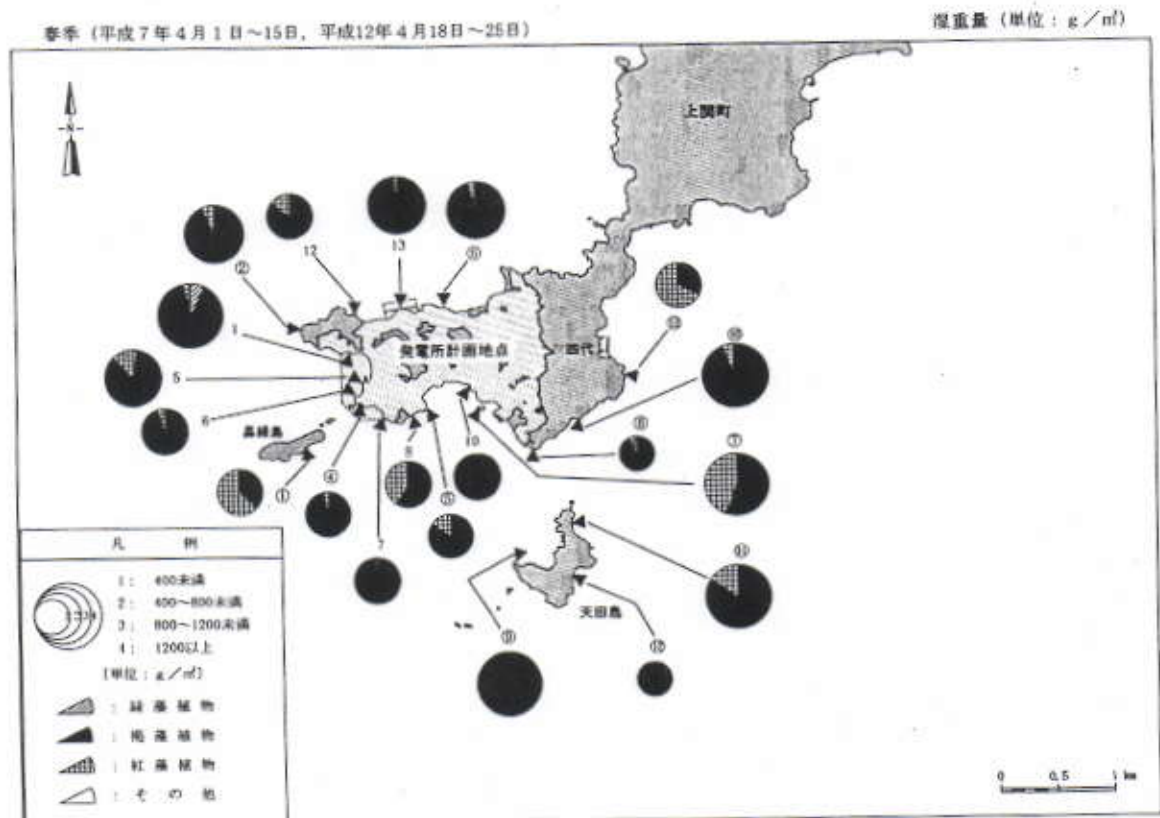 春季 (平成7年4月1日～15日, 平成12年4月18日～25日)
湿重量 (単位: g/㎡)
N
上関町
12
13
②
1
発電所計画地点
四代
5
6
8
10
④
①
7
⑨
天田島
凡 例
1: 400未満
2: 400～800未満
3: 800～1200未満
4: 1200以上
[単位: g/㎡]
: 緑藻植物
: 褐藻植物
: 紅藻植物
: その他
0 0.5 1 km